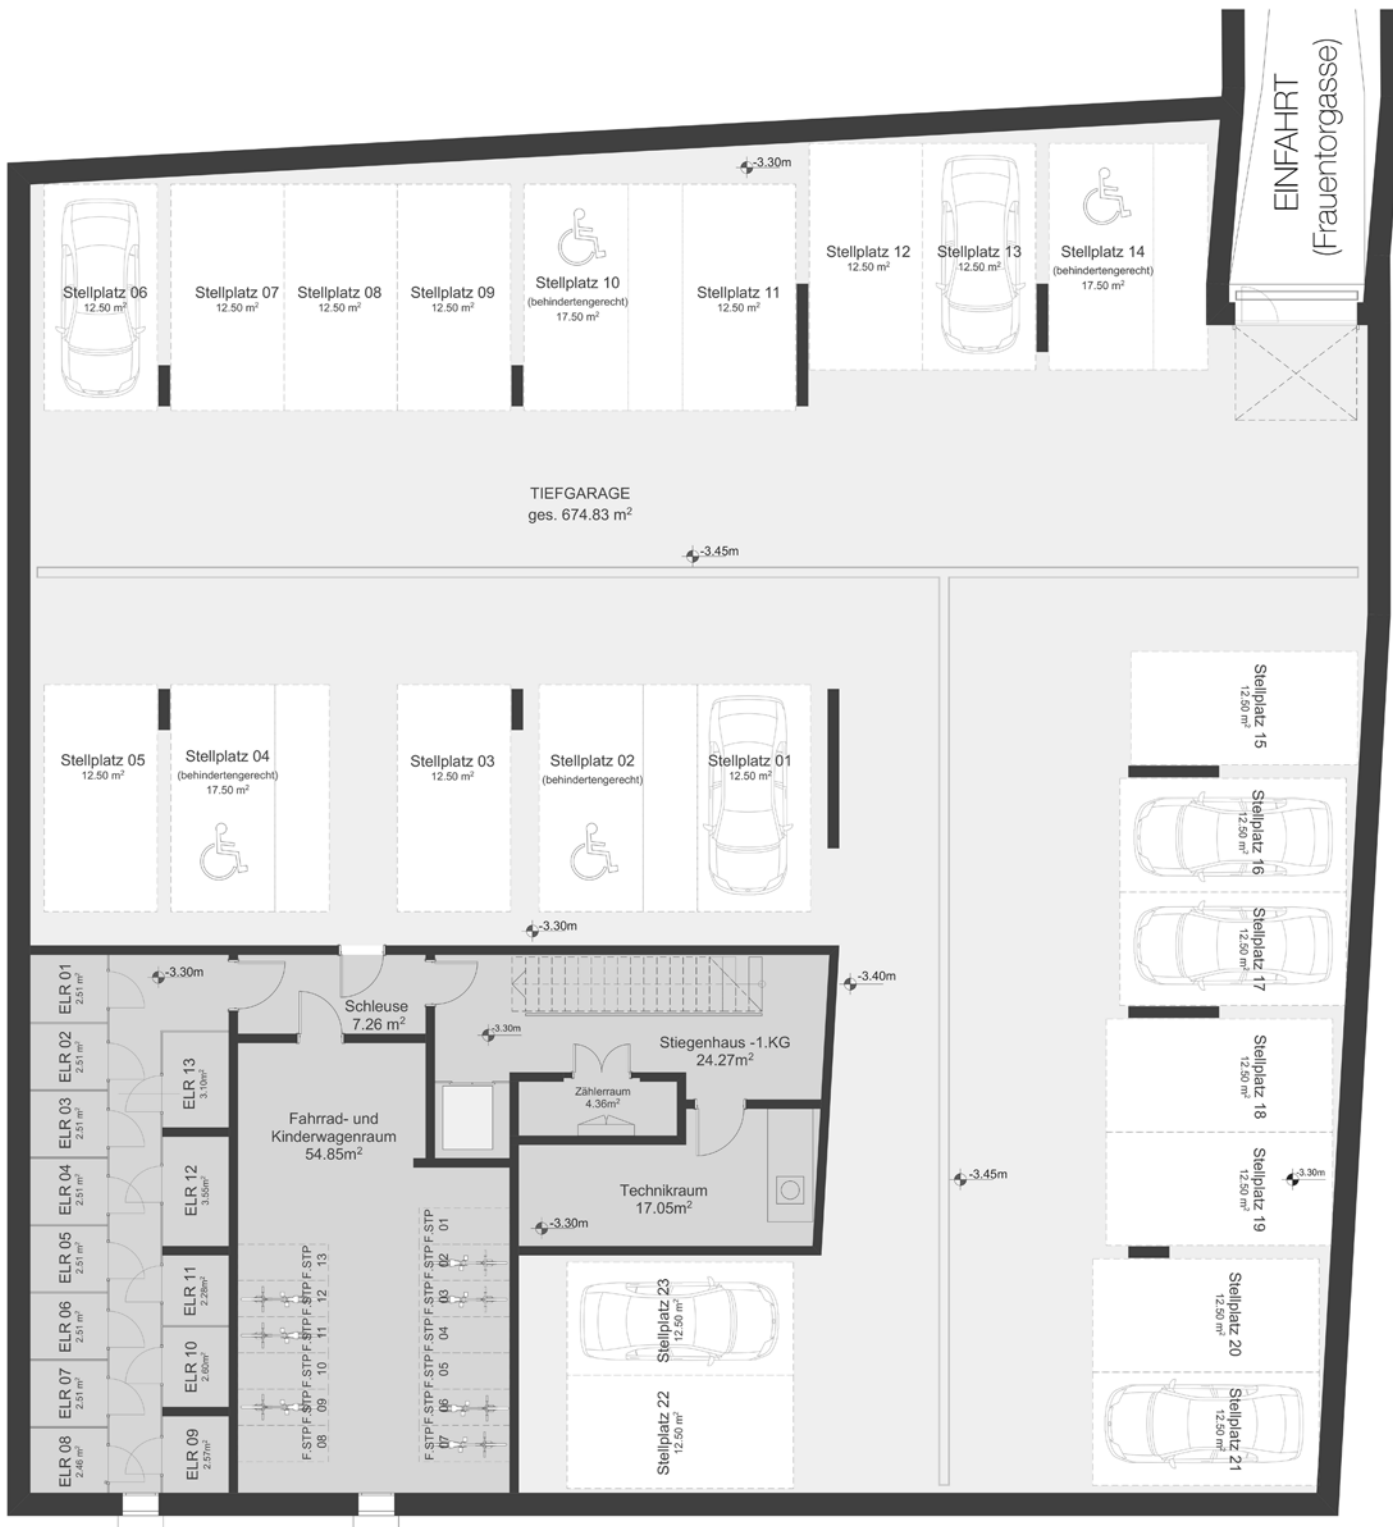 EINFAHRT
(Frauentorgasse)
-3.30m
Stellplatz 06
12.50 m²
Stellplatz 07
12.50 m²
Stellplatz 08
12.50 m²
Stellplatz 09
12.50 m²
Stellplatz 10
(behindertengerecht)
17.50 m²
Stellplatz 11
12.50 m²
Stellplatz 12
12.50 m²
Stellplatz 13
12.50 m²
Stellplatz 14
(behindertengerecht)
17.50 m²
TIEFGARAGE
ges. 674.83 m²
-3.45m
Stellplatz 05
12.50 m²
Stellplatz 04
(behindertengerecht)
17.50 m²
Stellplatz 03
12.50 m²
Stellplatz 02
(behindertengerecht)
Stellplatz 01
12.50 m²
Stellplatz 15
12.50 m²
Stellplatz 16
12.50 m²
Stellplatz 17
12.50 m²
Stellplatz 18
12.50 m²
Stellplatz 19
12.50 m²
-3.30m
Stellplatz 20
12.50 m²
Stellplatz 21
12.50 m²
-3.30m
-3.40m
-3.45m
ELR 01
2.51 m²
ELR 02
2.51 m²
ELR 03
2.51 m²
ELR 04
2.51 m²
ELR 05
2.51 m²
ELR 06
2.51 m²
ELR 07
2.51 m²
ELR 08
2.46 m²
-3.30m
ELR 13
3.10m²
ELR 12
3.55m²
ELR 11
2.28m²
ELR 10
2.60m²
ELR 09
2.57m²
Schleuse
7.26 m²
-3.30m
Stiegenhaus -1.KG
24.27m²
Zählerraum
4.36m²
Fahrrad- und
Kinderwagenraum
54.85m²
Technikraum
17.05m²
-3.30m
F.STP 13
F.STP 12
F.STP 11
F.STP 10
F.STP 09
F.STP 08
F.STP 01
F.STP 02
F.STP 03
F.STP 04
F.STP 05
F.STP 06
F.STP 07
Stellplatz 23
12.50 m²
Stellplatz 22
12.50 m²